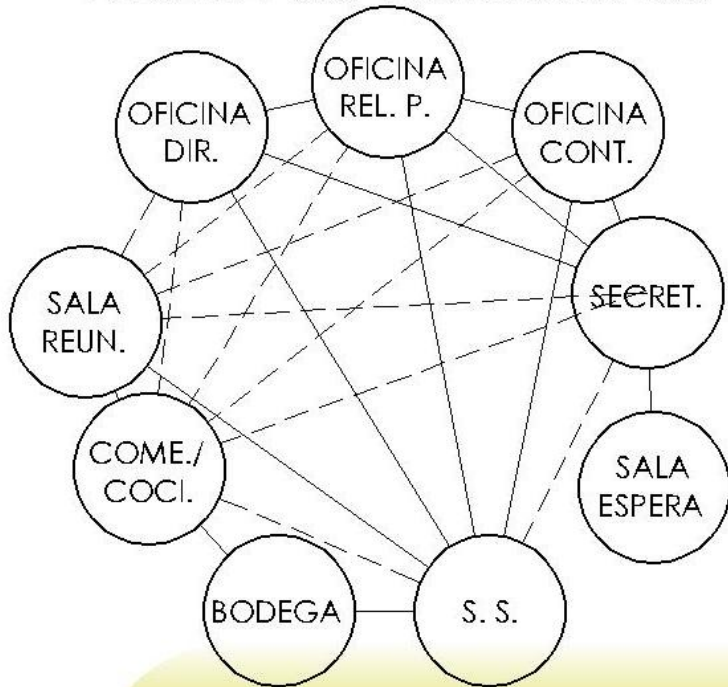 OFICINA
REL. P.
OFICINA
DIR.
OFICINA
CONT.
SALA
REUN.
SECRET.
COME./
COCI.
SALA
ESPERA
BODEGA
S. S.